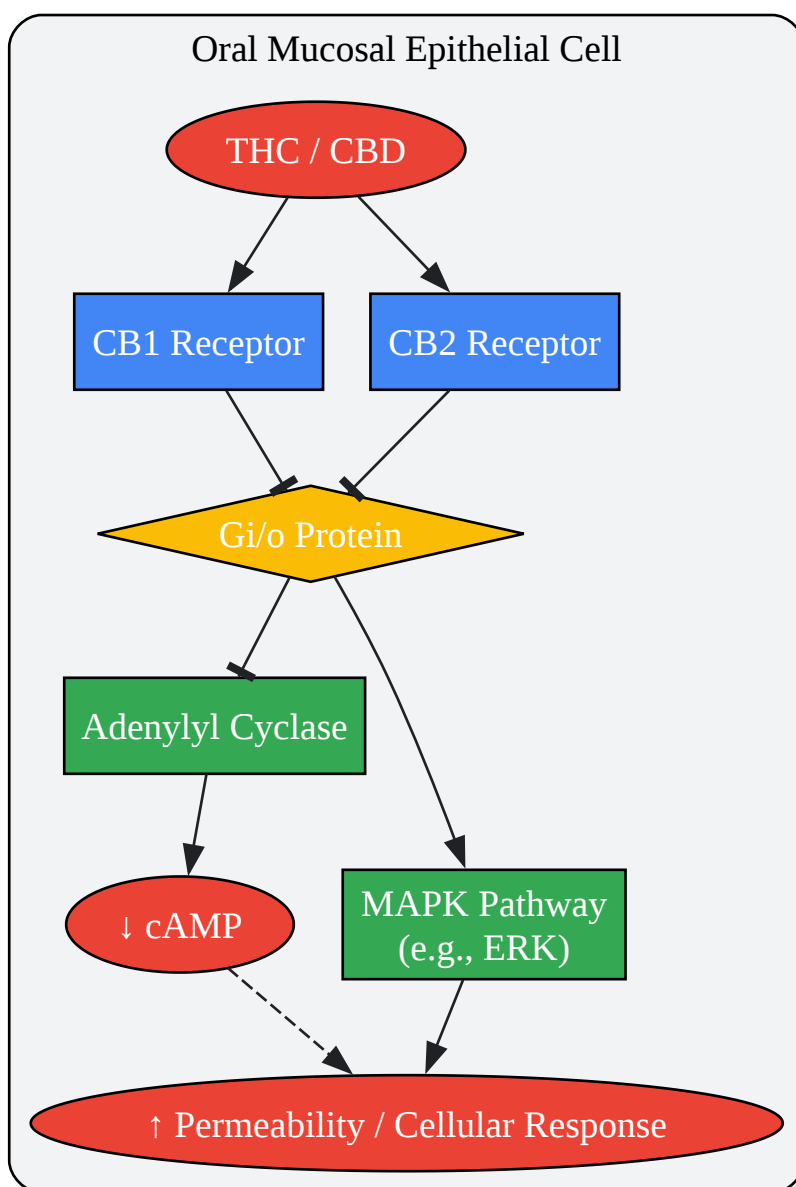 Oral Mucosal Epithelial Cell
THC / CBD
CB1 Receptor
CB2 Receptor
Gi/o Protein
Adenylyl Cyclase
↓ cAMP
MAPK Pathway
(e.g., ERK)
↑ Permeability / Cellular Response